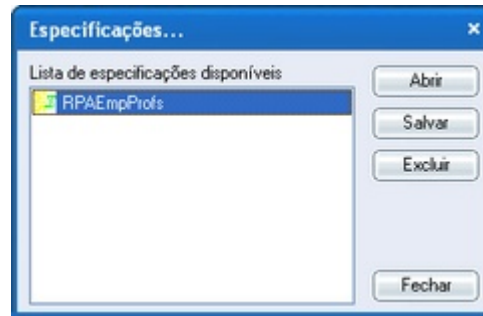 Especificações...
Lista de especificações disponíveis
RPAEmpProfs
Abrir
Salvar
Excluir
Fechar